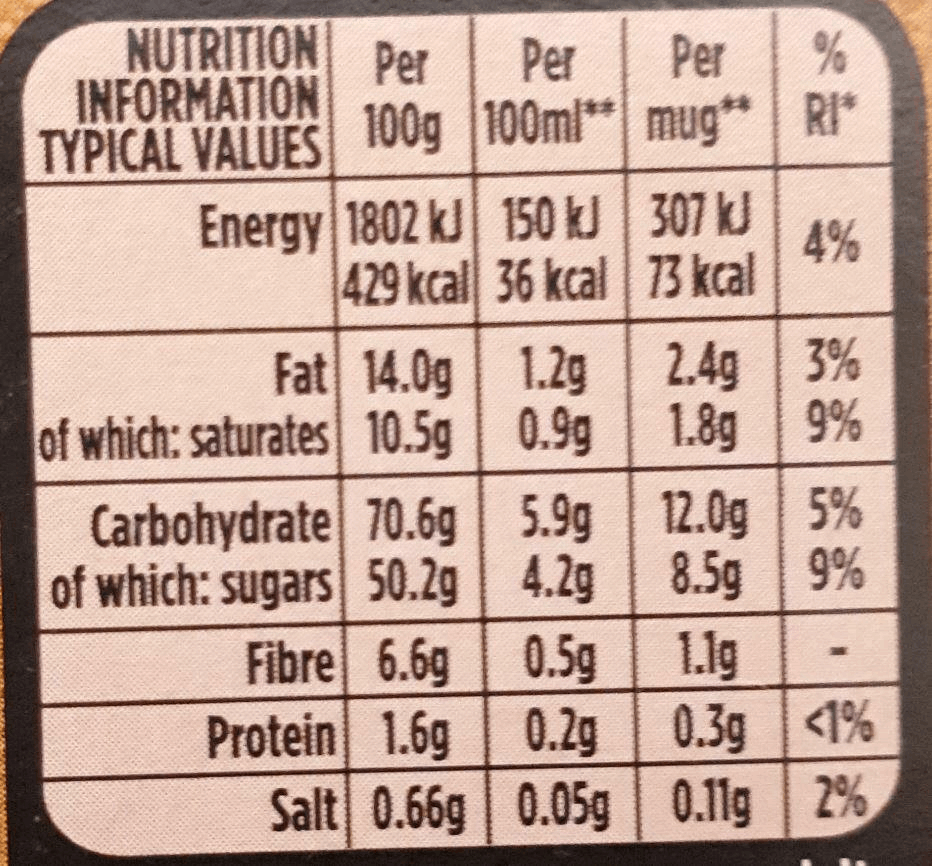 NUTRITION INFORMATION TYPICAL VALUES Per 100g Per 100ml** Per mug** % RI*
Energy 1802 kJ 150 kJ 307 kJ 4%
429 kcal 36 kcal 73 kcal
Fat 14.0g 1.2g 2.4g 3%
of which: saturates 10.5g 0.9g 1.8g 9%
Carbohydrate 70.6g 5.9g 12.0g 5%
of which: sugars 50.2g 4.2g 8.5g 9%
Fibre 6.6g 0.5g 1.1g -
Protein 1.6g 0.2g 0.3g <1%
Salt 0.66g 0.05g 0.11g 2%